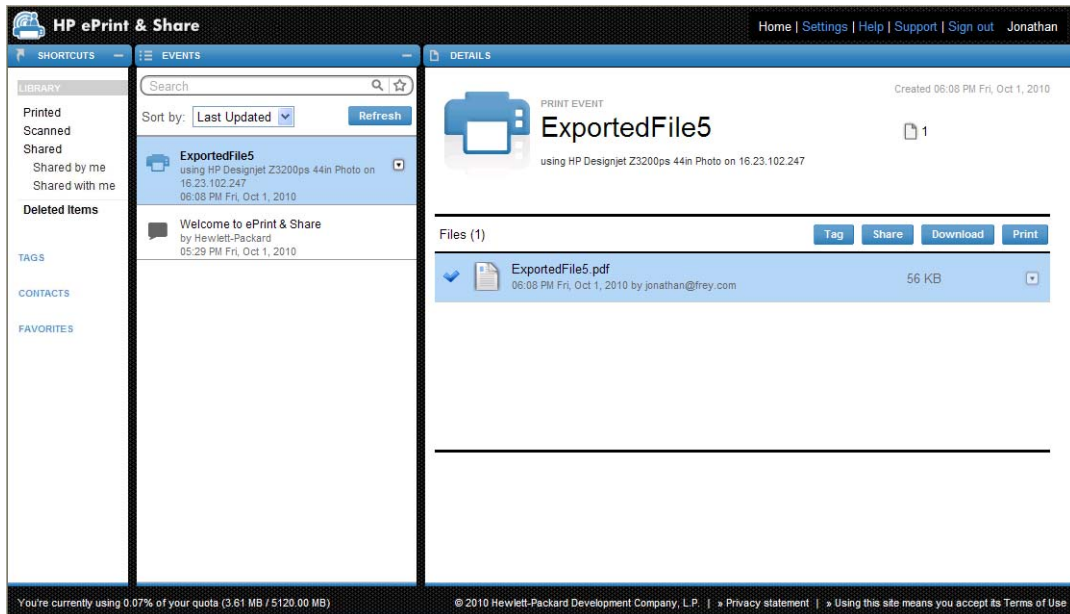 HP ePrint & Share
Home | Settings | Help | Support | Sign out Jonathan
SHORTCUTS
LIBRARY
Printed
Scanned
Shared
Shared by me
Shared with me
Deleted Items
TAGS
CONTACTS
FAVORITES
EVENTS
Search
Sort by: Last Updated Refresh
ExportedFile5
using HP Designjet Z3200ps 44in Photo on
16.23.102.247
06:08 PM Fri, Oct 1, 2010
Welcome to ePrint & Share
by Hewlett-Packard
05:29 PM Fri, Oct 1, 2010
DETAILS
Created 06:08 PM Fri, Oct 1, 2010
PRINT EVENT
ExportedFile5
1
using HP Designjet Z3200ps 44in Photo on 16.23.102.247
Files (1) Tag Share Download Print
ExportedFile5.pdf
06:08 PM Fri, Oct 1, 2010 by jonathan@frey.com
56 KB
You're currently using 0.07% of your quota (3.61 MB / 5120.00 MB)
© 2010 Hewlett-Packard Development Company, L.P. | » Privacy statement | » Using this site means you accept its Terms of Use